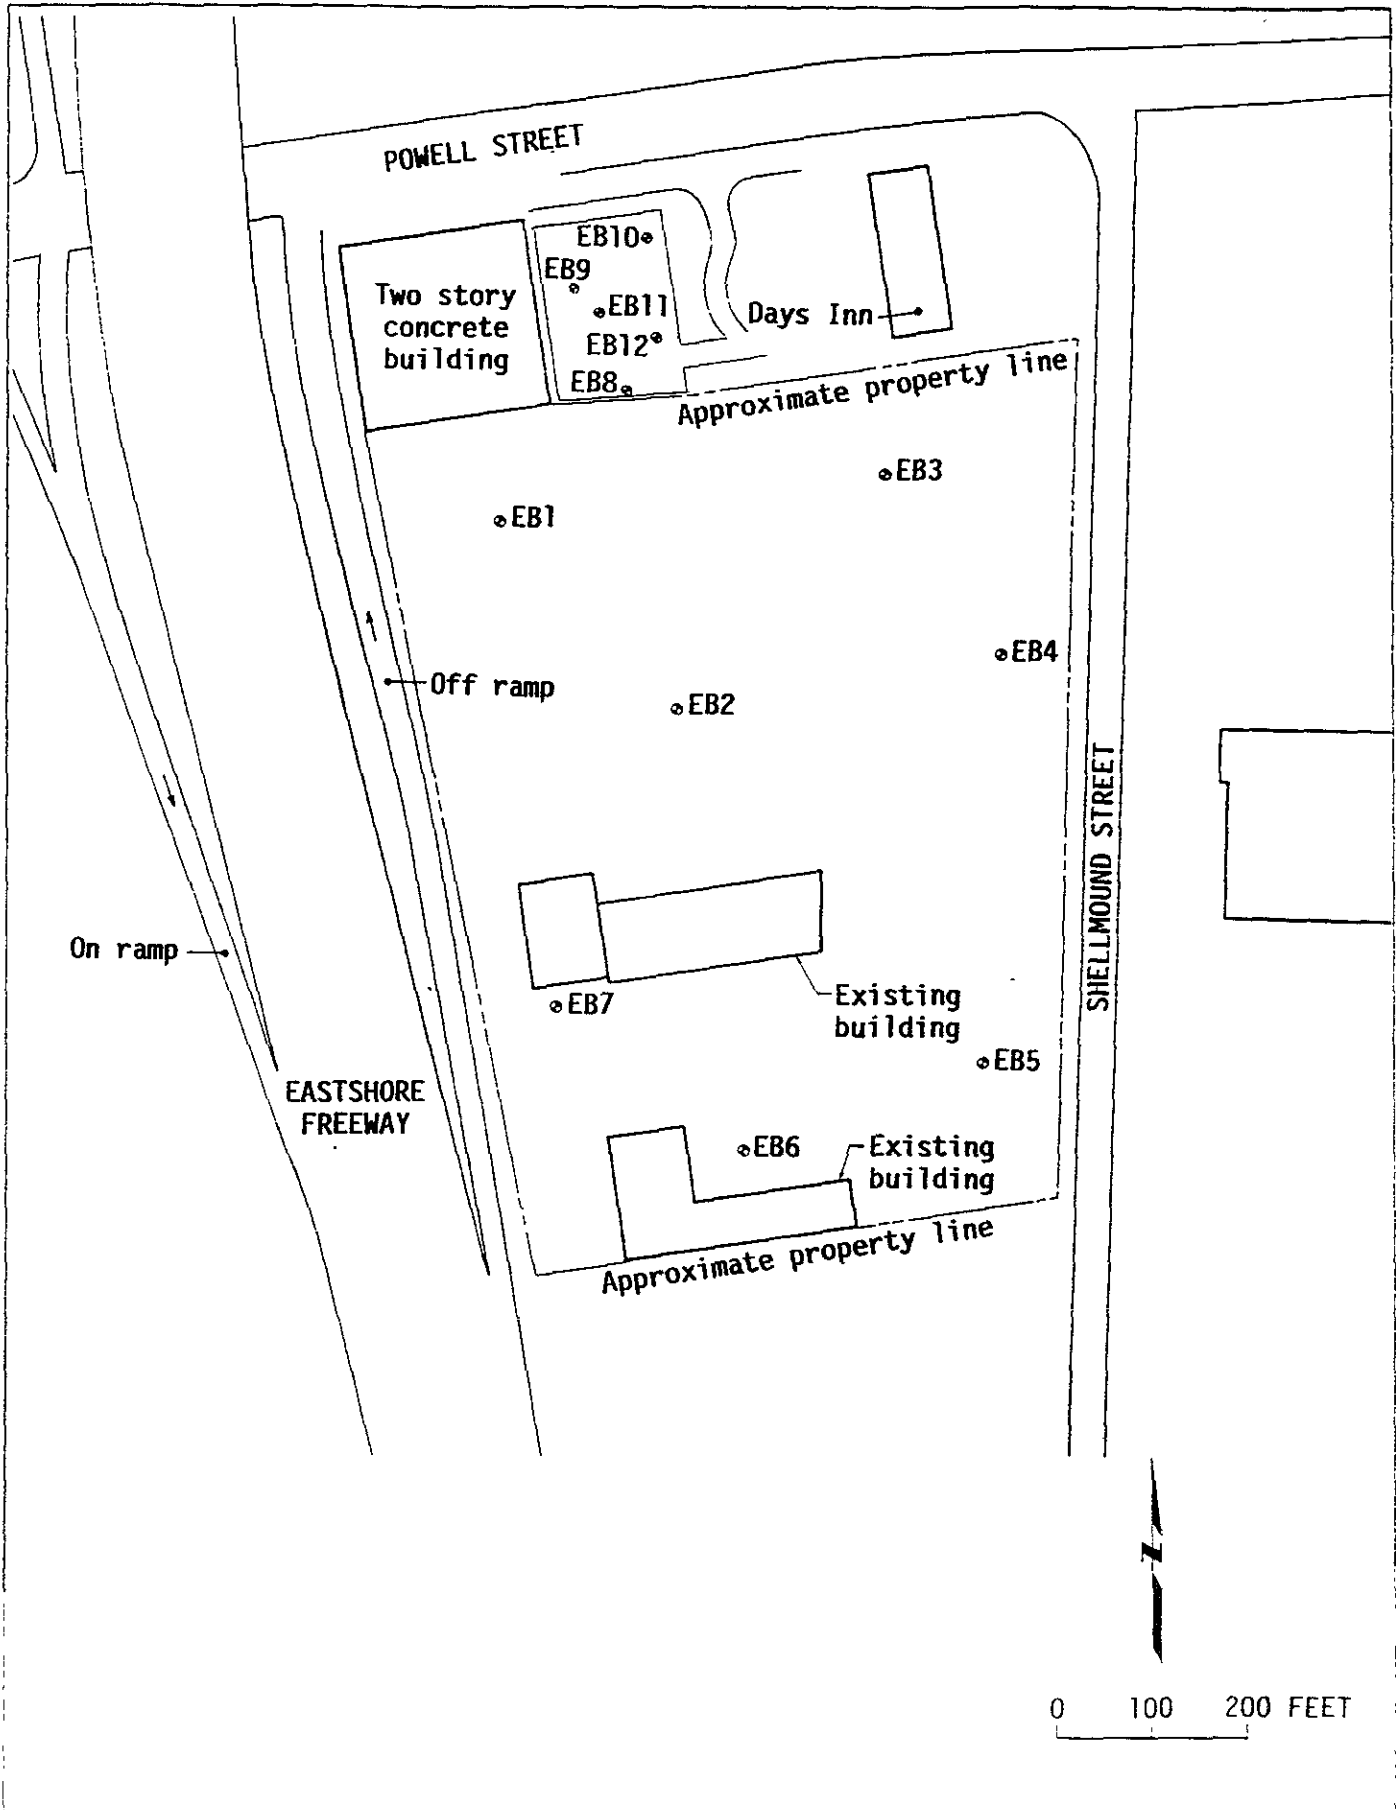 POWELL STREET
EB10
EB9
Two story
concrete
building
EB11
Days Inn
EB12
EB8
Approximate property line
EB3
EB1
EB4
Off ramp
EB2
SHELLMOUND STREET
On ramp
Existing
building
EB7
EB5
EASTSHORE
FREEWAY
EB6
Existing
building
Approximate property line
N
0 100 200 FEET